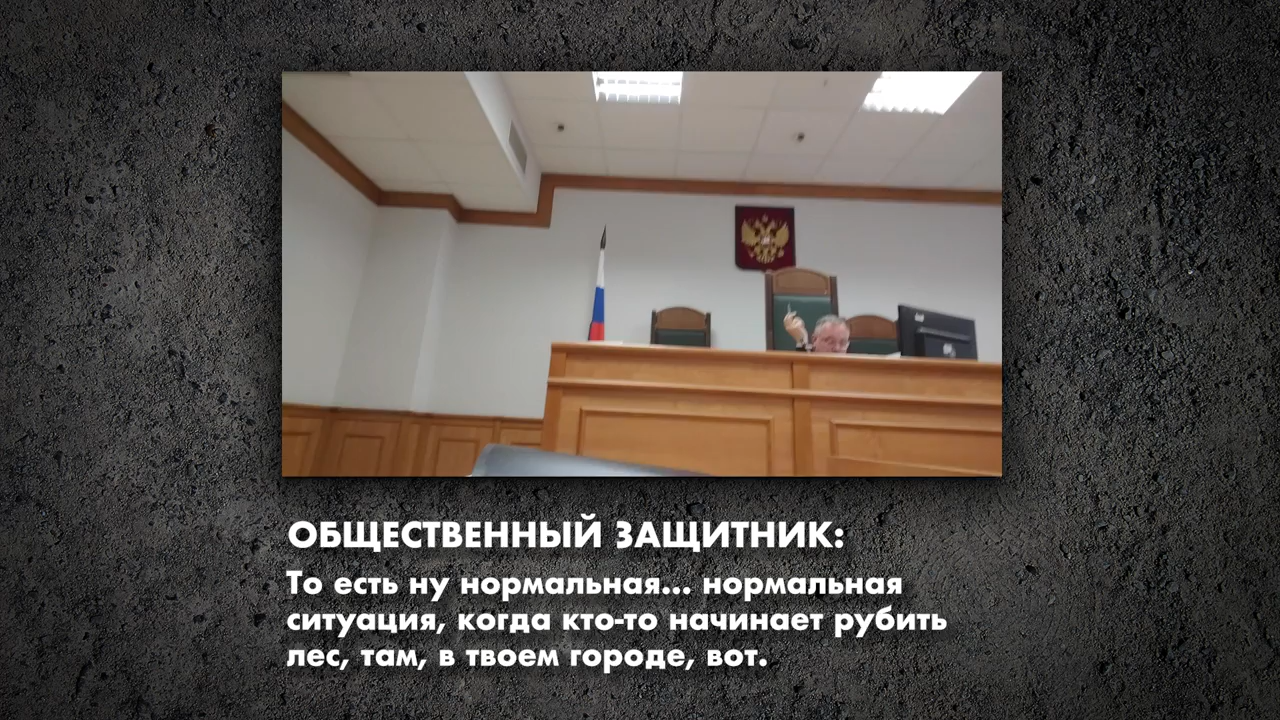 ОБЩЕСТВЕННЫЙ ЗАЩИТНИК:
То есть ну нормальная... нормальная
ситуация, когда кто-то начинает рубить
лес, там, в твоем городе, вот.